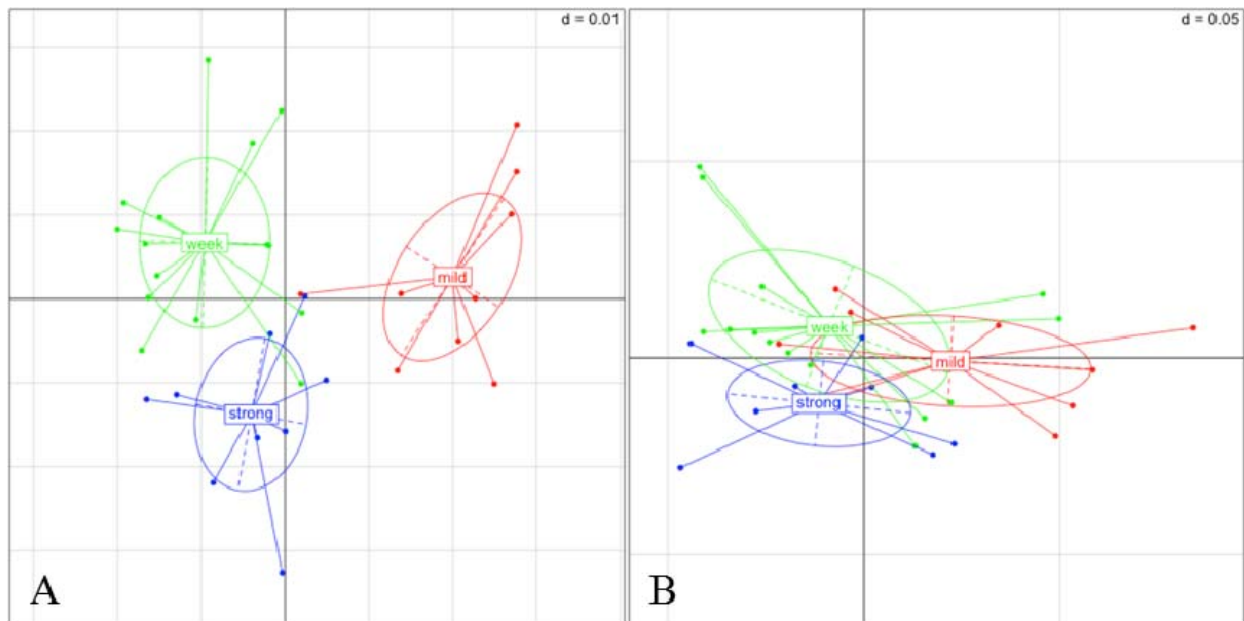 d = 0.01
week
mild
strong
A
d = 0.05
week
mild
strong
B